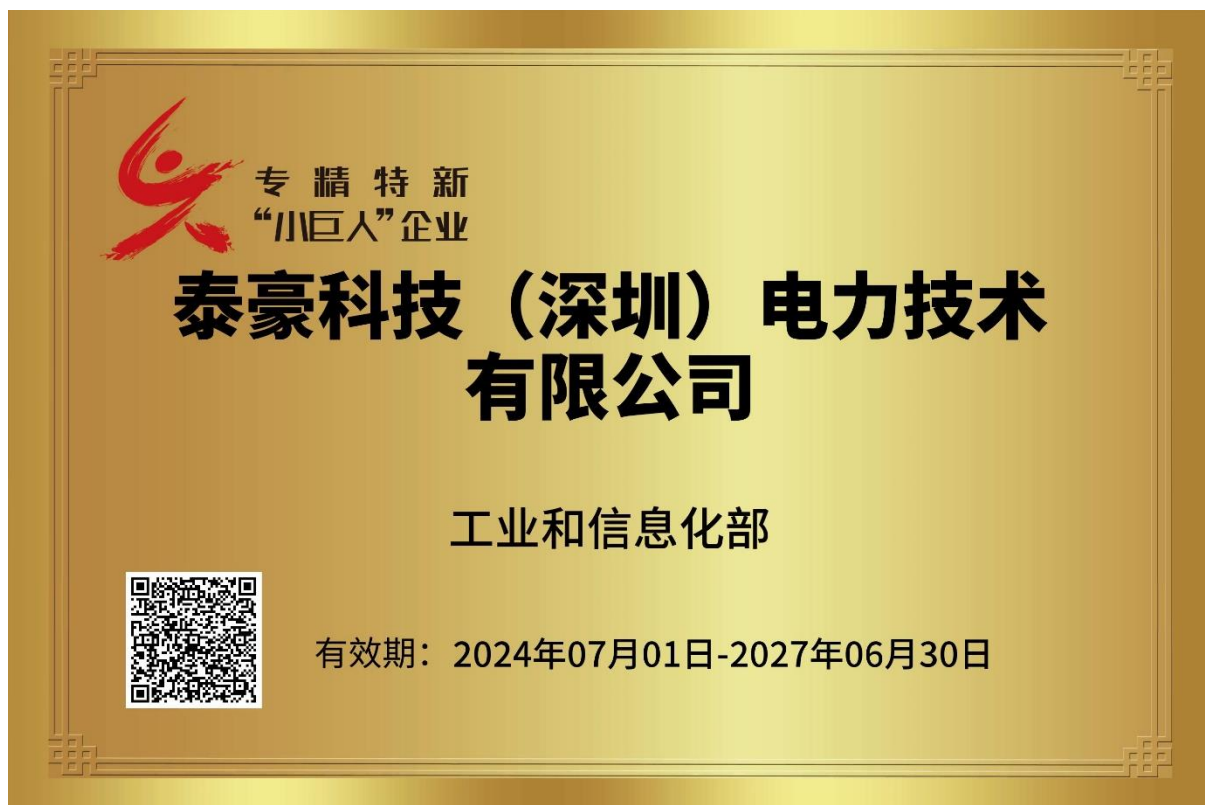 专精特新
“小巨人”企业
泰豪科技（深圳）电力技术
有限公司
工业和信息化部
有效期：2024年07月01日-2027年06月30日